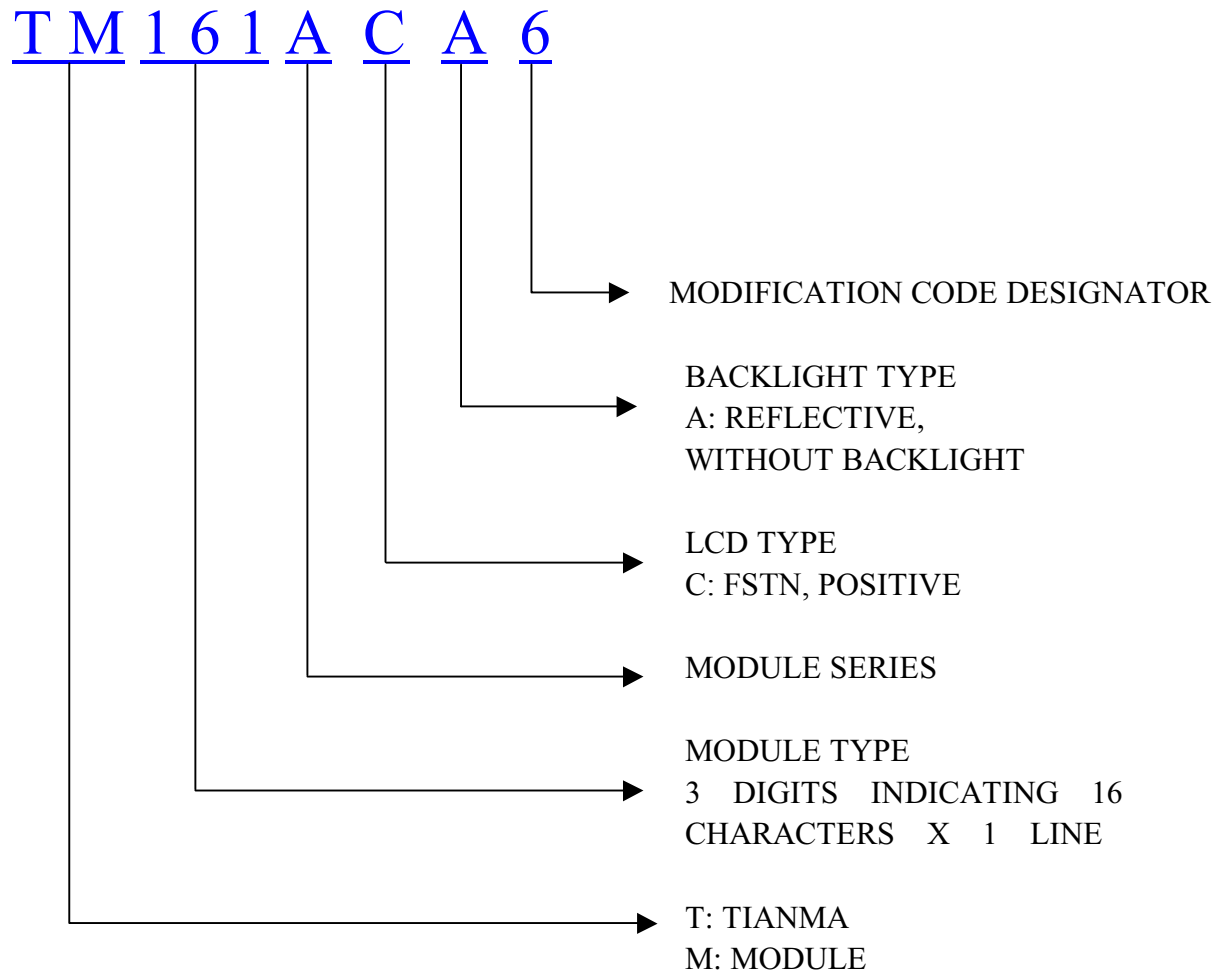 T M 1 6 1 A C A 6
MODIFICATION CODE DESIGNATOR
BACKLIGHT TYPE
A: REFLECTIVE,
WITHOUT BACKLIGHT
LCD TYPE
C: FSTN, POSITIVE
MODULE SERIES
MODULE TYPE
3 DIGITS INDICATING 16
CHARACTERS X 1 LINE
T: TIANMA
M: MODULE